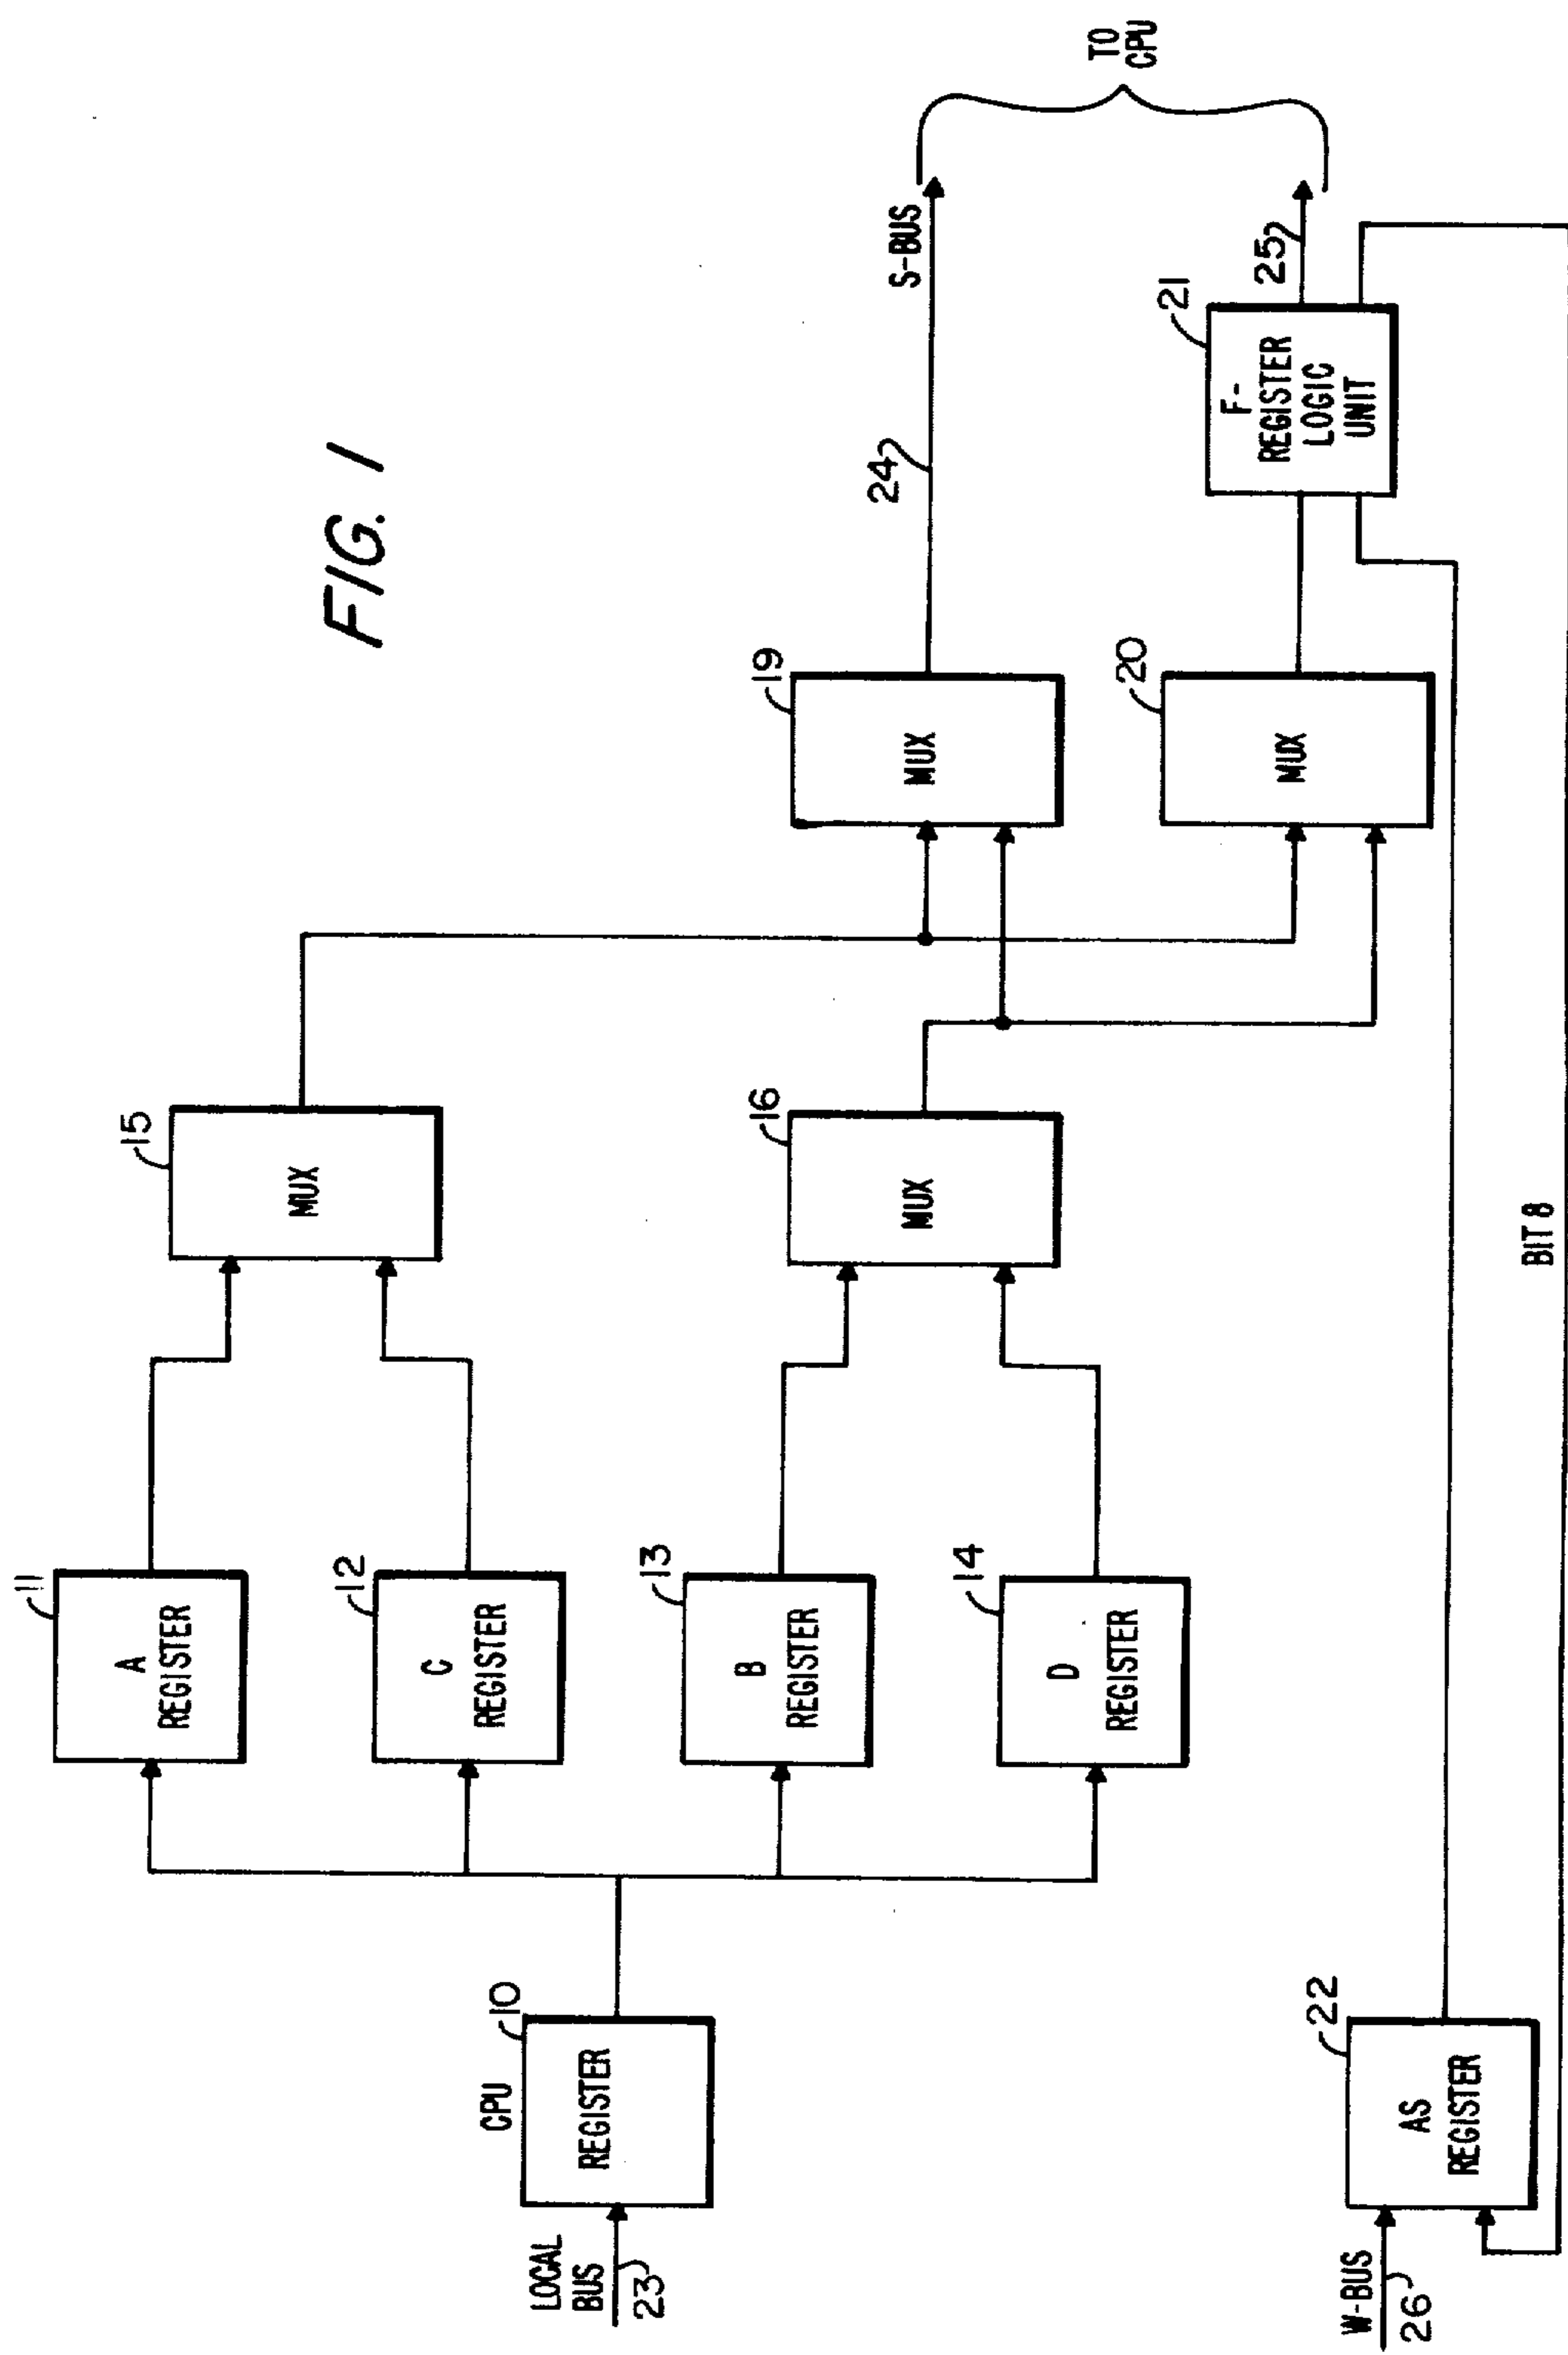 FIG. 1
11
A
REGISTER
12
C
REGISTER
13
B
REGISTER
14
D
REGISTER
15
MUX
16
MUX
19
MUX
20
MUX
24
S-BUS
21
F-
REGISTER
LOGIC
UNIT
25
TO
CPU
CPU
10
REGISTER
LOCAL
BUS
23
22
AS
REGISTER
W-BUS
26
BIT 8